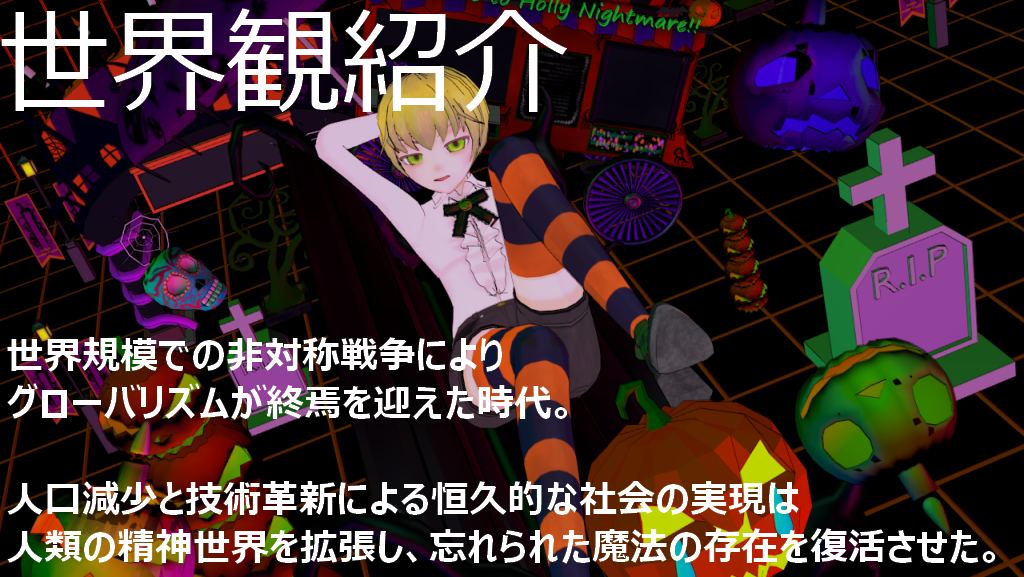 to Holly Nightmare!!
世界観紹介
R.I.P
世界規模での非対称戦争により
グローバリズムが終焉を迎えた時代。
人口減少と技術革新による恒久的な社会の実現は
人類の精神世界を拡張し、忘れられた魔法の存在を復活させた。